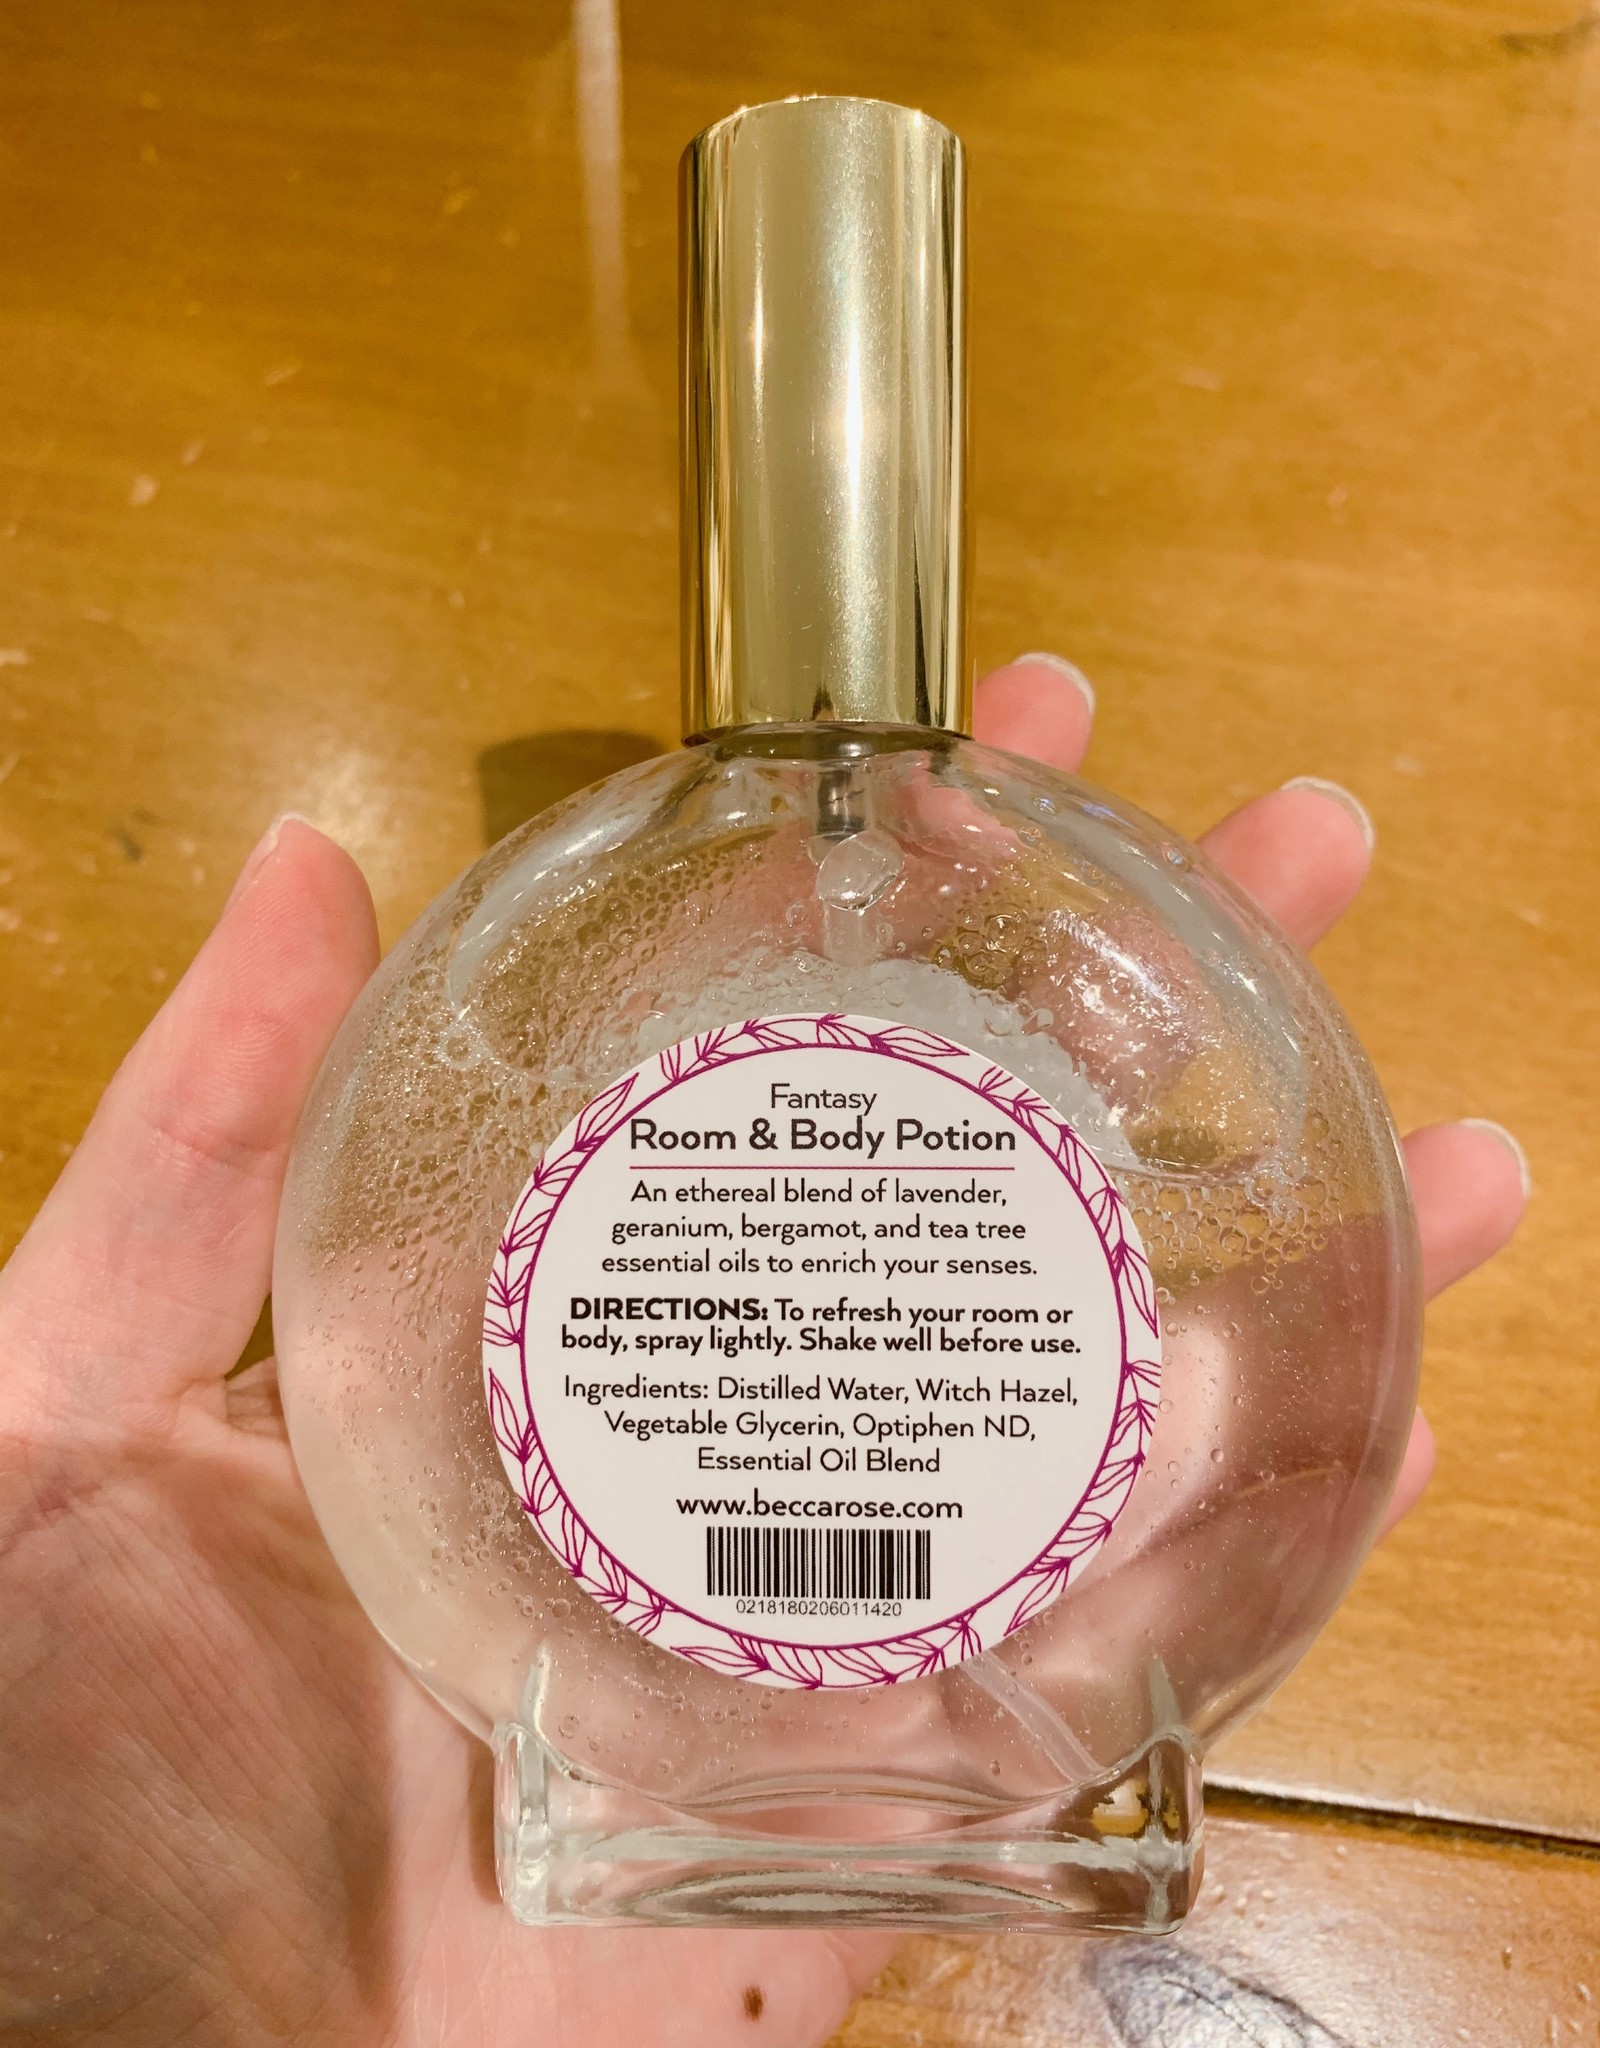 Fantasy
Room & Body Potion
An ethereal blend of lavender,
geranium, bergamot, and tea tree
essential oils to enrich your senses.
DIRECTIONS: To refresh your room or
body, spray lightly. Shake well before use.
Ingredients: Distilled Water, Witch Hazel,
Vegetable Glycerin, Optiphen ND,
Essential Oil Blend
www.beccarose.com
0218180206011420